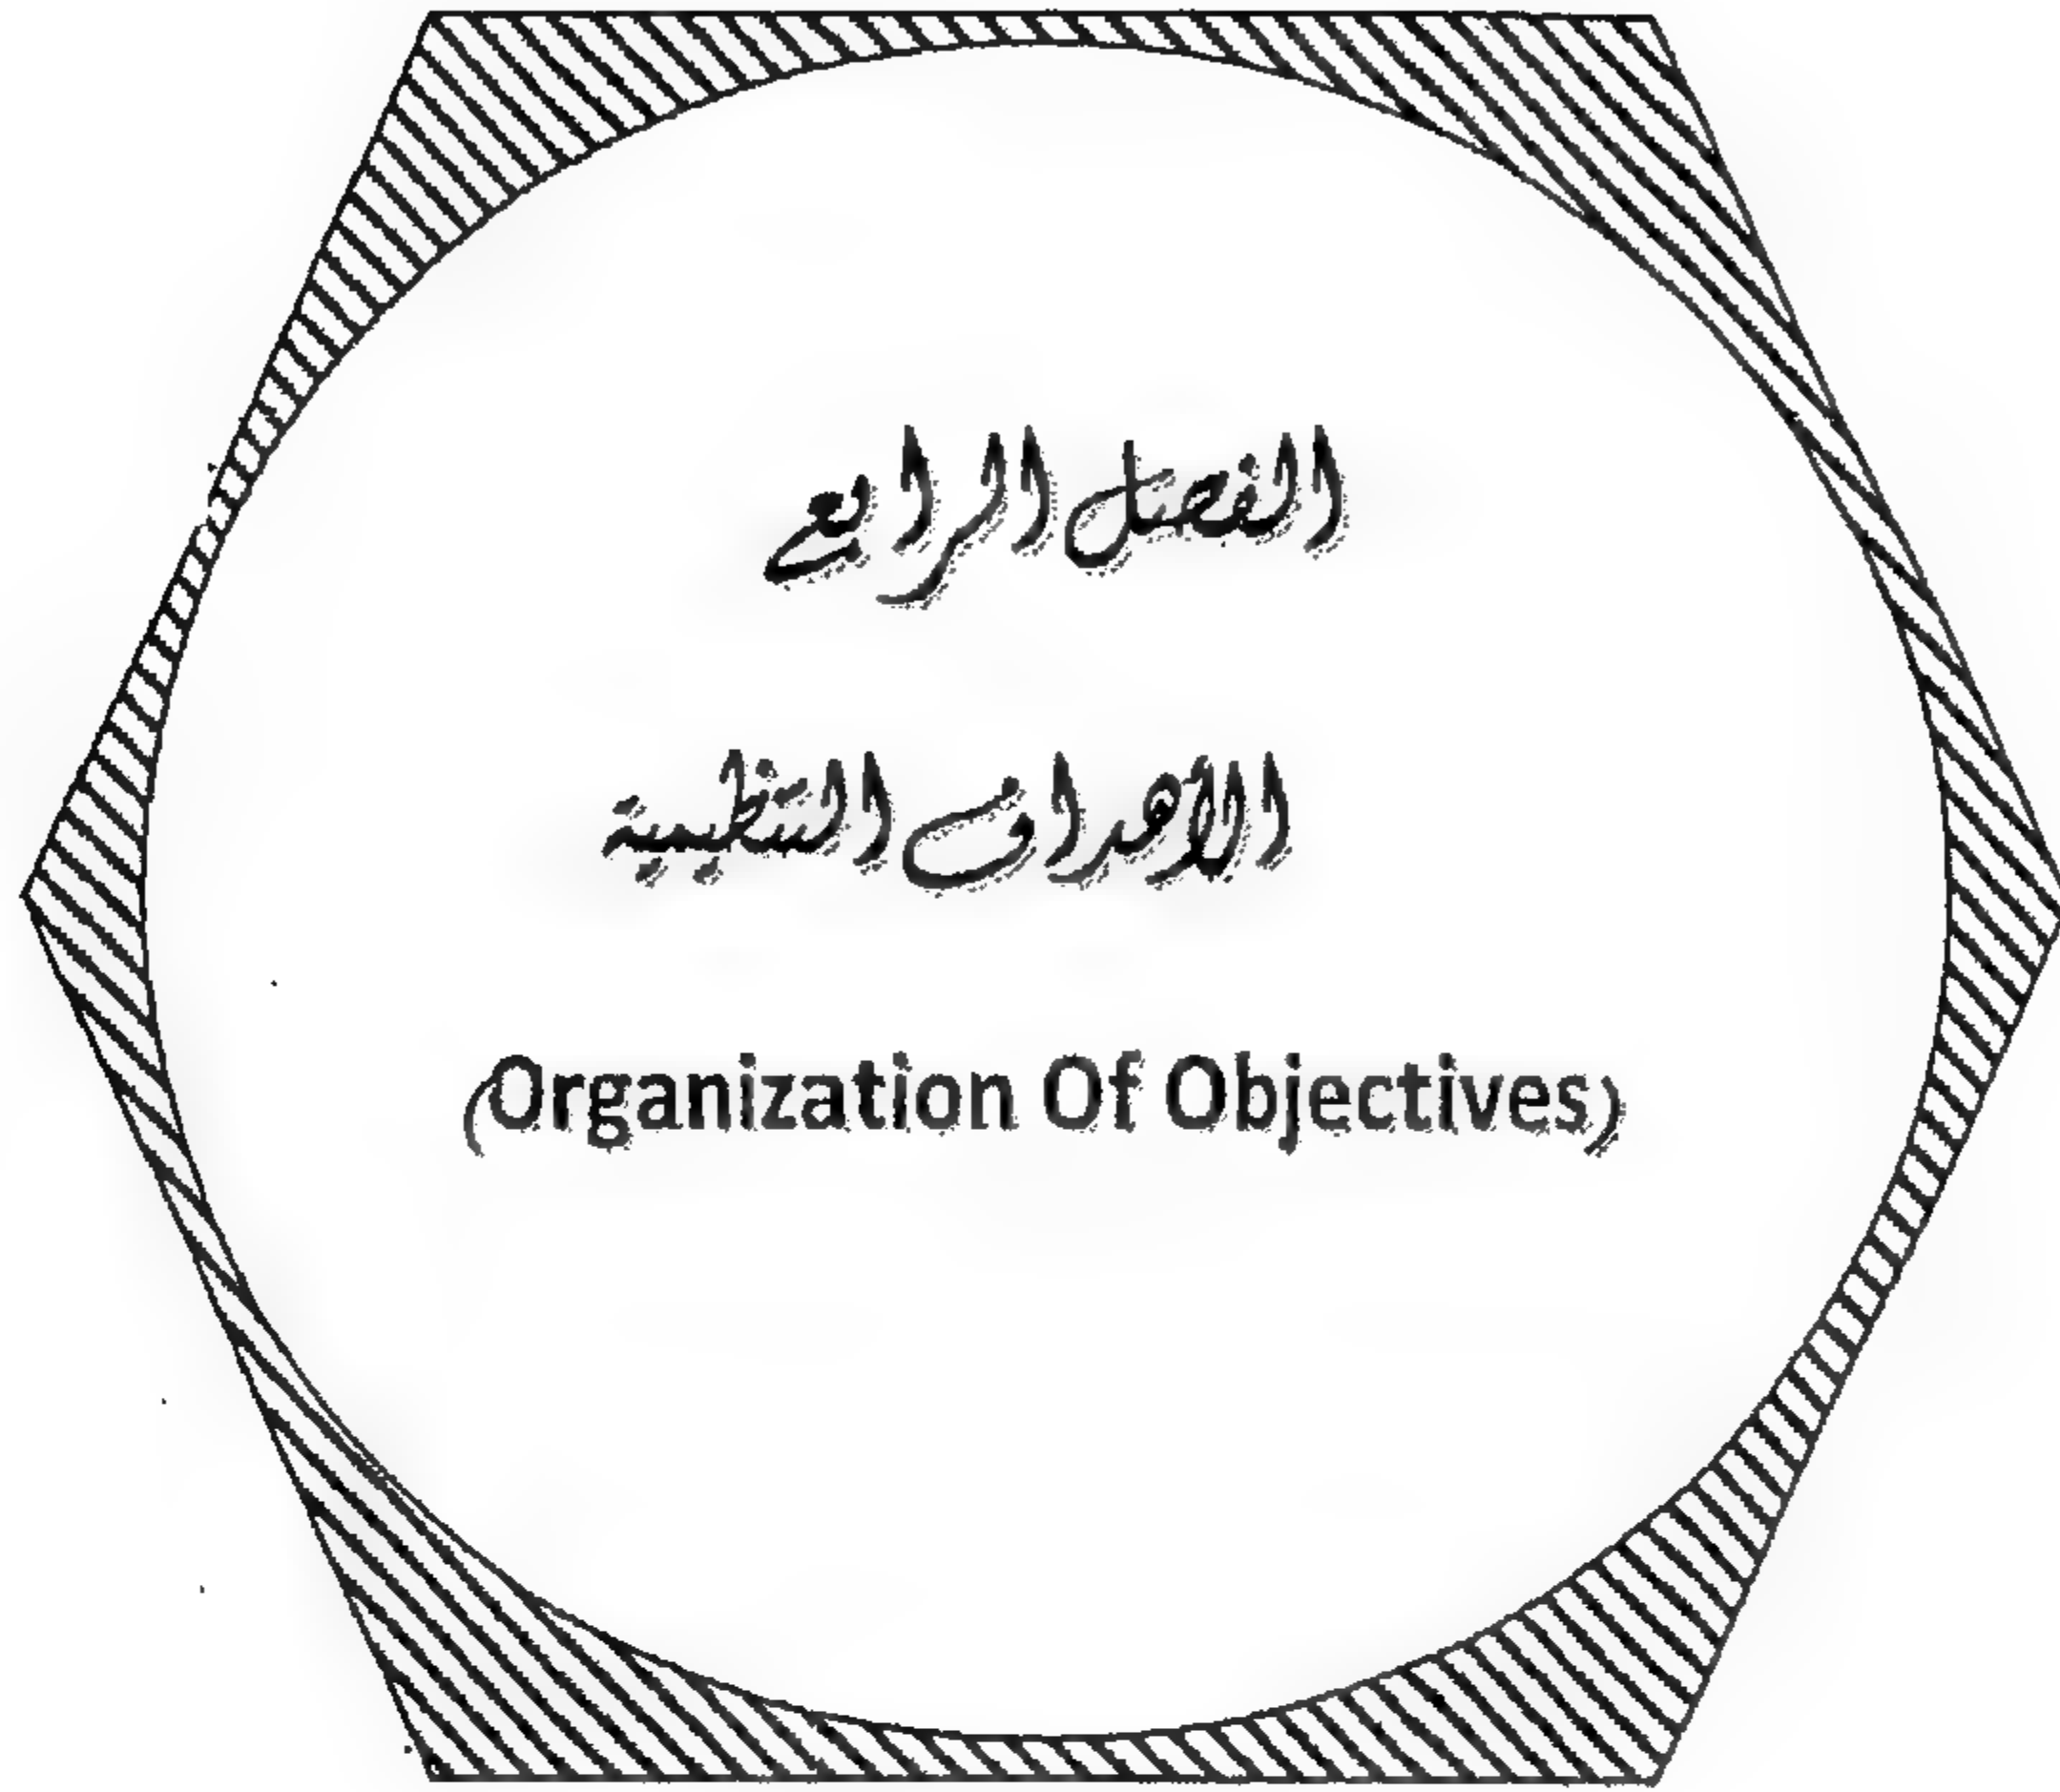 الفصل الرابع
الأهداف التنظيمية
(Organization Of Objectives)